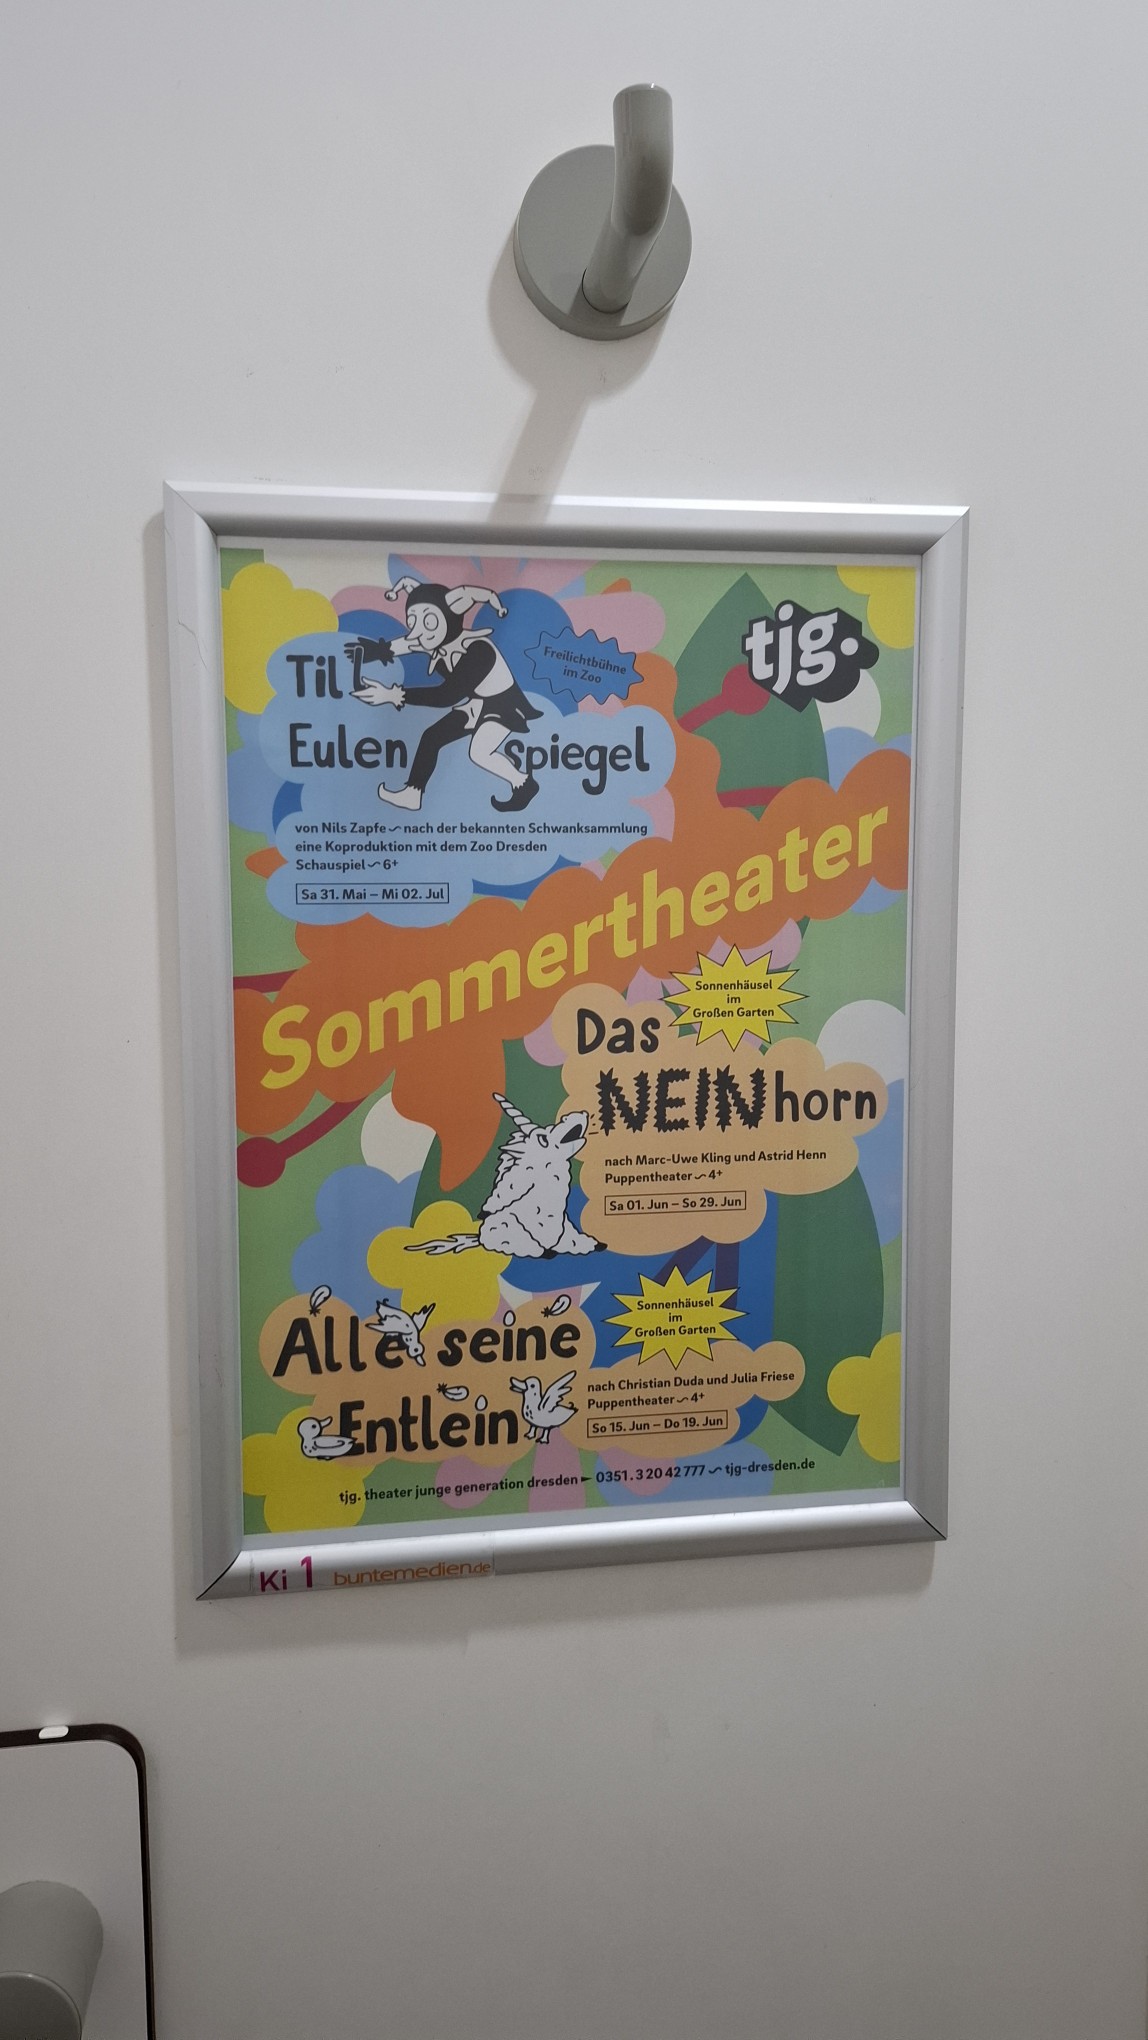 tjg.
Till
Eulenspiegel
Freilichtbühne
im Zoo
von Nils Zapfe ~ nach der bekannten Schwanksammlung
eine Koproduktion mit dem Zoo Dresden
Schauspiel ~ 6+
Sa 31. Mai – Mi 02. Jul
Sommertheater
Sonnenhäusel
im
Großen Garten
Das
NEINhorn
nach Marc-Uwe Kling und Astrid Henn
Puppentheater ~ 4+
Sa 01. Jun – So 29. Jun
Alle seine
Entlein
Sonnenhäusel
im
Großen Garten
nach Christian Duda und Julia Friese
Puppentheater ~ 4+
So 15. Jun – Do 19. Jun
tjg. theater junge generation dresden ► 0351.3 20 42 777 ~ tjg-dresden.de
Ki 1 buntemedien.de